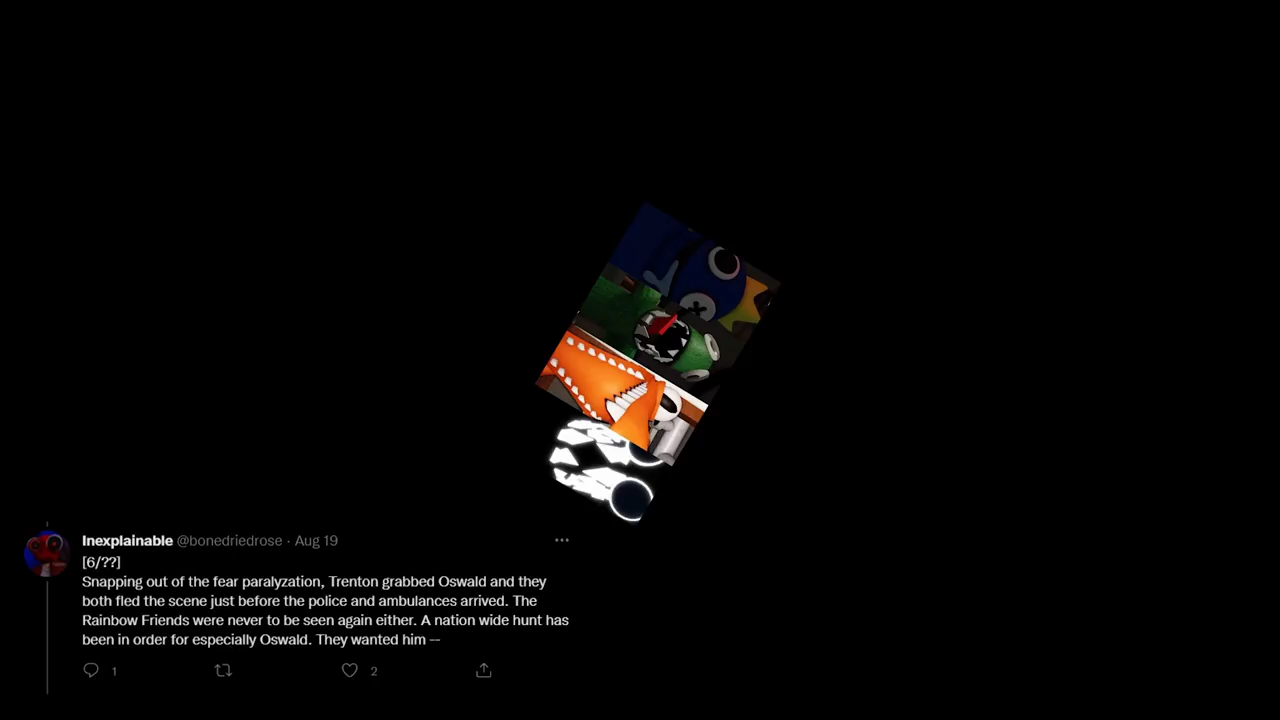 Inexplainable @bonedriedrose · Aug 19
[6/??]
Snapping out of the fear paralyzation, Trenton grabbed Oswald and they
both fled the scene just before the police and ambulances arrived. The
Rainbow Friends were never to be seen again either. A nation wide hunt has
been in order for especially Oswald. They wanted him --
1 2